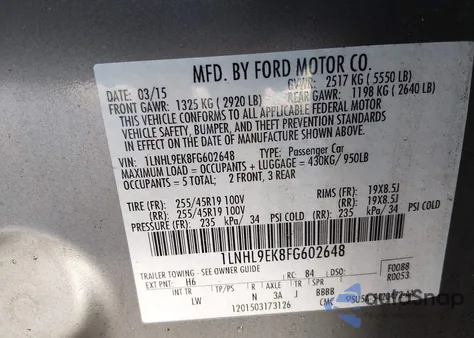 MFD. BY FORD MOTOR CO.
DATE: 03/15 GVWR: 2517 KG ( 5550 LB)
FRONT GAWR: 1325 KG ( 2920 LB) REAR GAWR: 1198 KG ( 2640 LB)
THIS VEHICLE CONFORMS TO ALL APPLICABLE FEDERAL MOTOR
VEHICLE SAFETY, BUMPER, AND THEFT PREVENTION STANDARDS
IN EFFECT ON THE DATE OF MANUFACTURE SHOWN ABOVE.
VIN: 1LNHL9EK8FG602648 TYPE: Passenger Car
MAXIMUM LOAD = OCCUPANTS + LUGGAGE = 430KG/ 950LB
OCCUPANTS = 5 TOTAL; 2 FRONT, 3 REAR
TIRE (FR): 255/45R19 100V RIMS (FR): 19X8.5J
(RR): 255/45R19 100V (RR): 19X8.5J
PRESSURE (FR): 235 kPa/ 34 PSI COLD (RR) 235 kPa/ 34 PSI COLD
1LNHL9EK8FG602648
TRAILER TOWING - SEE OWNER GUIDE
EXT PNT: H6 RC: 84 DSO: F0088
R0053
INT TR TP/PS R AX TR
LW N 3A J BBBB
1201503173126 CMC
autoSnap